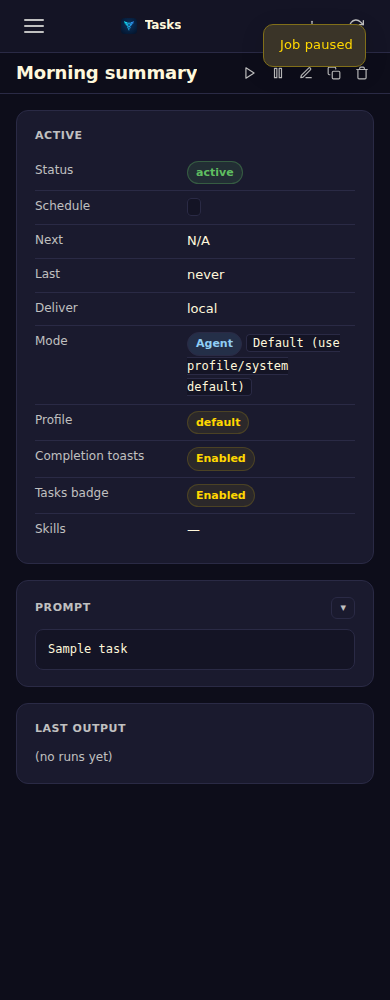 Tasks
Job paused
Morning summary
ACTIVE
Status active
Schedule
Next N/A
Last never
Deliver local
Mode Agent Default (use
profile/system
default)
Profile default
Completion toasts Enabled
Tasks badge Enabled
Skills —
PROMPT
Sample task
LAST OUTPUT
(no runs yet)